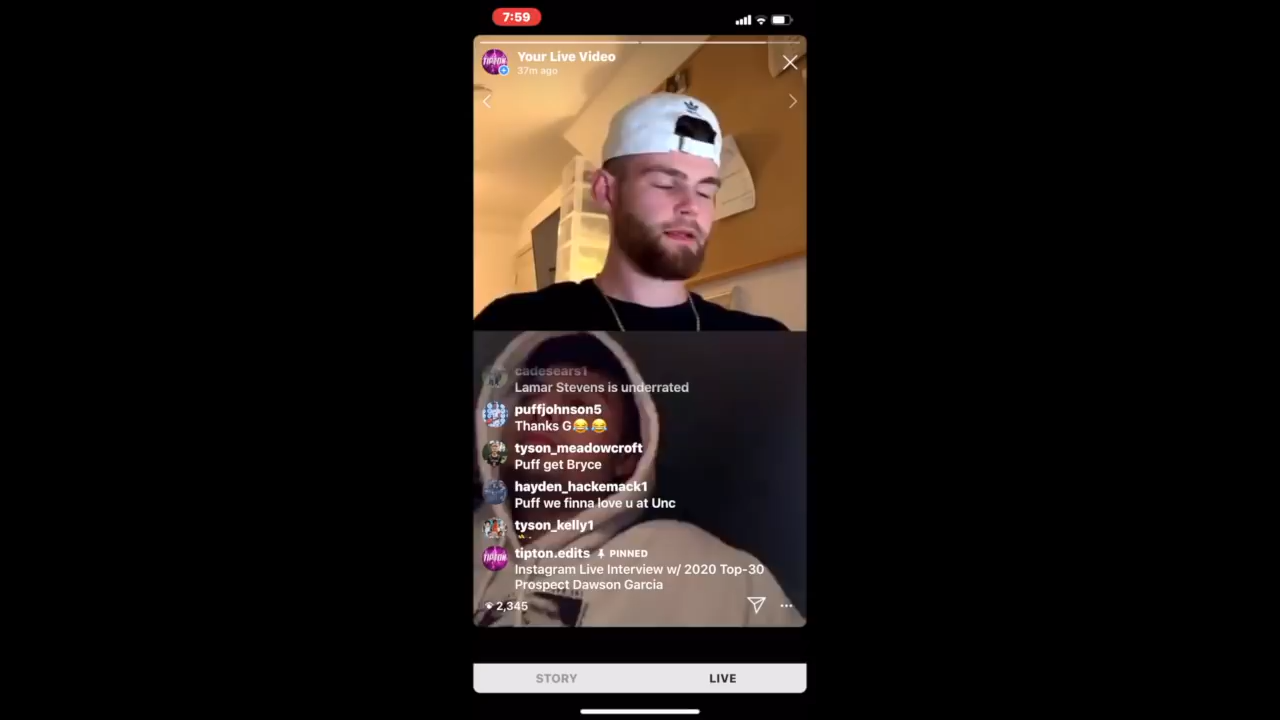 7:59
Your Live Video
37m ago
cadesears1
Lamar Stevens is underrated
puffjohnson5
Thanks G😂😂
tyson_meadowcroft
Puff get Bryce
hayden_hackemack1
Puff we finna love u at Unc
tyson_kelly1
tipton.edits PINNED
Instagram Live Interview w/ 2020 Top-30
Prospect Dawson Garcia
2,345
STORY LIVE